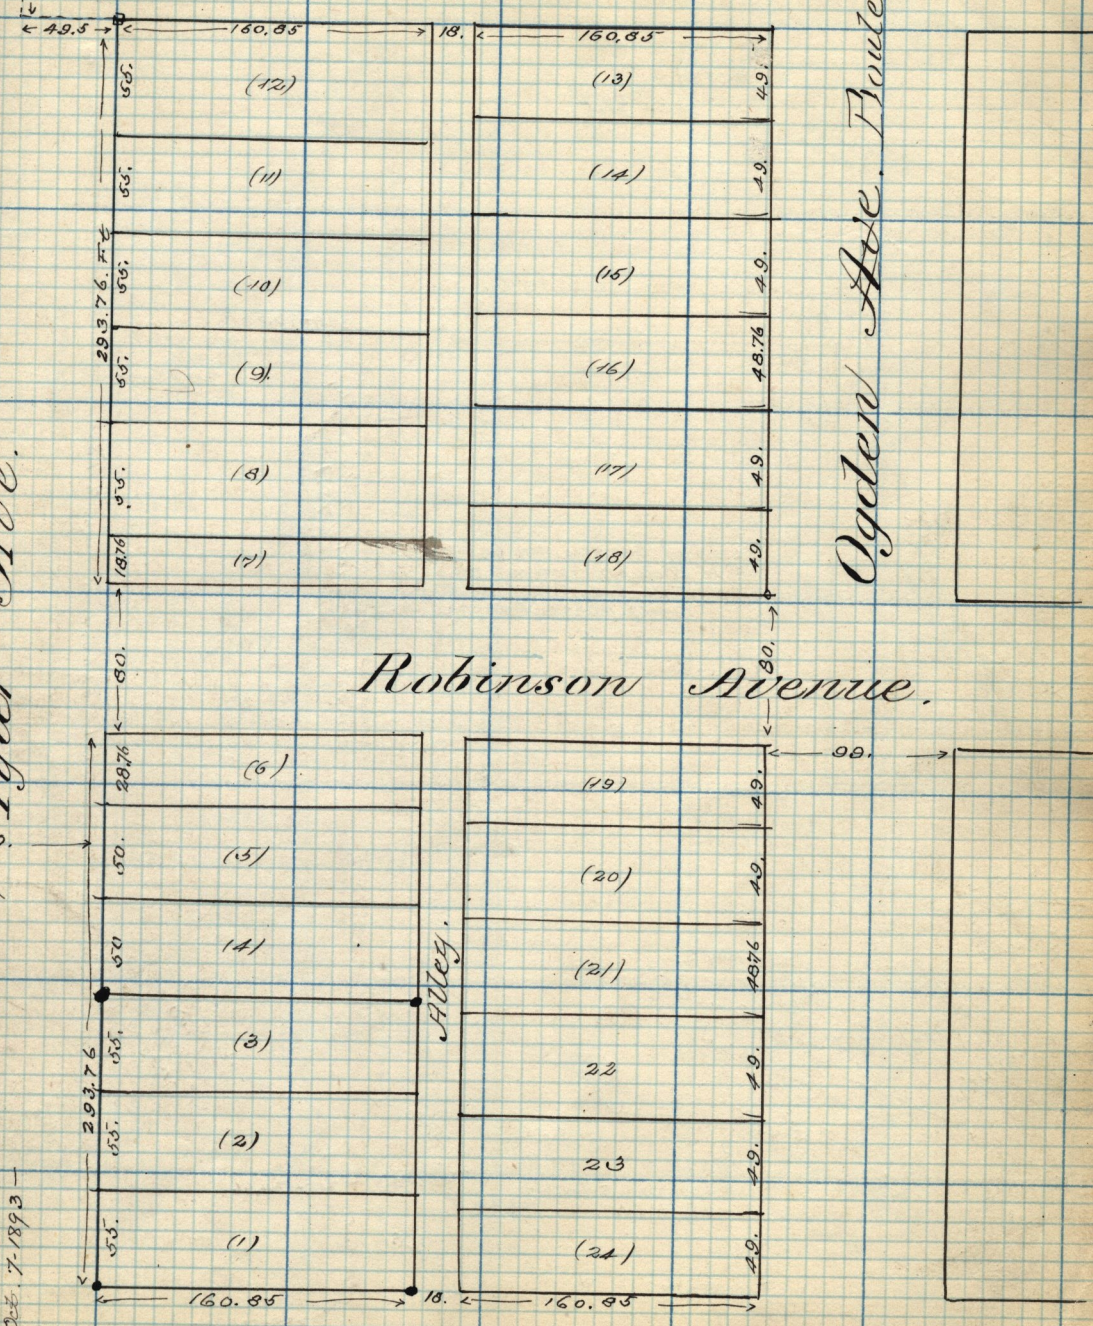 49.5 160.85 18. 160.85
55. (12) (13) 49.
55. (11) (14) 49.
55. (10) (15) 49.
293.76. Ft
55. (9) (16) 48.76
55. (8) (17) 49.
18.76 (7) (18) 49.
Ogden Ave.
80. 80.
Robinson Avenue.
98.
28.76 (6) (19) 49.
50. (5) (20) 49.
50 (4) (21) 48.76
Alley.
55. (3) 22 49.
293.76
55. (2) 23 49.
55. (1) (24) 49.
160.85 18. 160.85
Oct. 7-1893